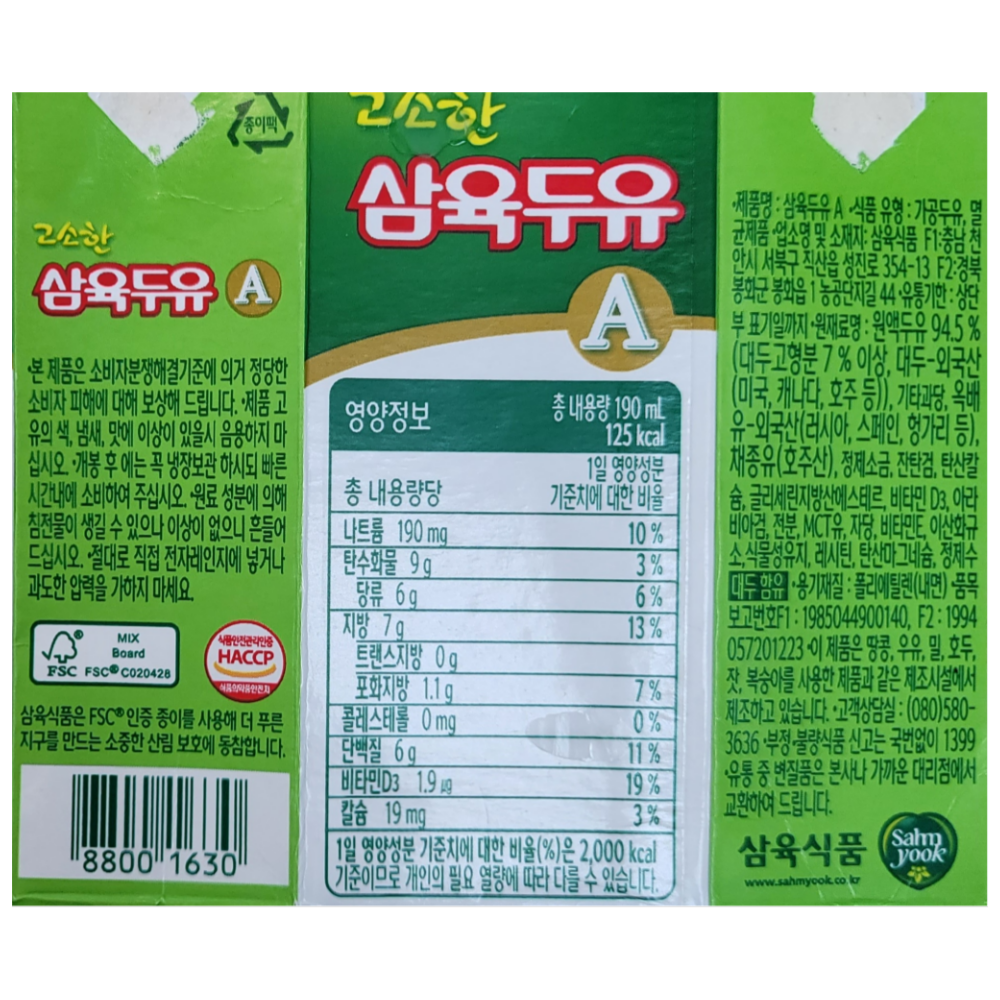 종이팩
고소한
삼육두유 A
•본 제품은 소비자분쟁해결기준에 의거 정당한
소비자 피해에 대해 보상해 드립니다. •제품 고
유의 색, 냄새, 맛에 이상이 있을시 음용하지 마
십시오. •개봉 후 에는 꼭 냉장보관 하시되 빠른
시간내에 소비하여 주십시오. •원료 성분에 의해
침전물이 생길 수 있으나 이상이 없으니 흔들어
드십시오. •절대로 직접 전자레인지에 넣거나
과도한 압력을 가하지 마세요.
FSC® MIX
Board
FSC® C020428
식품안전관리인증
HACCP
식품의약품안전처
삼육식품은 FSC® 인증 종이를 사용해 더 푸른
지구를 만드는 소중한 산림 보호에 동참합니다.
8800 1630
고소한
삼육두유
A
영양정보
총 내용량 190 mL
125 kcal
총 내용량당
1일 영양성분
기준치에 대한 비율
나트륨 190 mg 10 %
탄수화물 9 g 3 %
당류 6 g 6 %
지방 7 g 13 %
트랜스지방 0 g
포화지방 1.1 g 7 %
콜레스테롤 0 mg 0 %
단백질 6 g 11 %
비타민D3 1.9 ㎍ 19 %
칼슘 19 mg 3 %
1일 영양성분 기준치에 대한 비율(%)은 2,000 kcal
기준이므로 개인의 필요 열량에 따라 다를 수 있습니다.
•제품명 : 삼육두유 A •식품 유형 : 가공두유, 멸
균제품 •업소명 및 소재지: 삼육식품 F1:충남 천
안시 서북구 직산읍 성진로 354-13 F2:경북
봉화군 봉화읍 1 농공단지길 44 •유통기한 : 상단
부 표기일까지 •원재료명 : 원액두유 94.5 %
(대두고형분 7 % 이상, 대두-외국산
(미국, 캐나다, 호주 등)), 기타과당, 옥배
유-외국산(러시아, 스페인, 헝가리 등),
채종유(호주산), 정제소금, 잔탄검, 탄산칼
슘, 글리세린지방산에스테르, 비타민 D3, 아라
비아검, 전분, MCT유, 자당, 비타민E, 이산화규
소, 식물성유지, 레시틴, 탄산마그네슘, 정제수
대두 함유 •용기재질 : 폴리에틸렌(내면) •품목
보고번호F1 : 19850449001​40, F2 : 1994
057201223 •이 제품은 땅콩, 우유, 밀, 호두,
잣, 복숭아를 사용한 제품과 같은 제조시설에서
제조하고 있습니다. •고객상담실 : (080)580-
3636 •부정·불량식품 신고는 국번없이 1399
•유통 중 변질품은 본사나 가까운 대리점에서
교환하여 드립니다.
삼육식품
Sahm
yook
www.sahmyook.co.kr